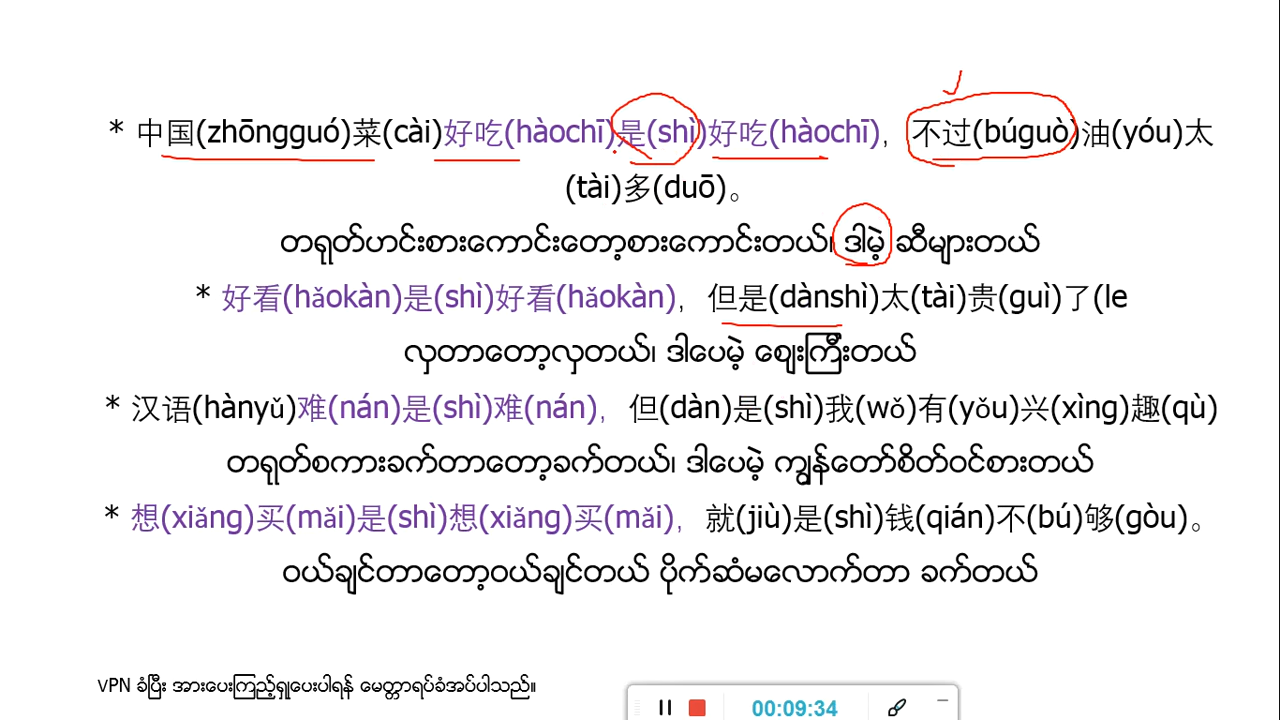 * 中国(zhōngguó)菜(cài)好吃(hàochī)是(shì)好吃(hàochī)，不过(búguò)油(yóu)太
(tài)多(duō)。
တရုတ်ဟင်းစားကောင်းတော့စားကောင်းတယ်၊ ဒါမဲ့ ဆီများတယ်
* 好看(hǎokàn)是(shì)好看(hǎokàn)，但是(dànshì)太(tài)贵(guì)了(le
လှတာတော့လှတယ်၊ ဒါပေမဲ့ ဈေးကြီးတယ်
* 汉语(hànyǔ)难(nán)是(shì)难(nán)，但(dàn)是(shì)我(wǒ)有(yǒu)兴(xìng)趣(qù)
တရုတ်စကားခက်တာတော့ခက်တယ်၊ ဒါပေမဲ့ ကျွန်တော်စိတ်ဝင်စားတယ်
* 想(xiǎng)买(mǎi)是(shì)想(xiǎng)买(mǎi)，就(jiù)是(shì)钱(qián)不(bú)够(gòu)。
ဝယ်ချင်တာတော့ဝယ်ချင်တယ် ပိုက်ဆံမလောက်တာ ခက်တယ်
VPN ခံပြီး အားပေးကြည့်ရှုပေးပါရန် မေတ္တာရပ်ခံအပ်ပါသည်။
00:09:34